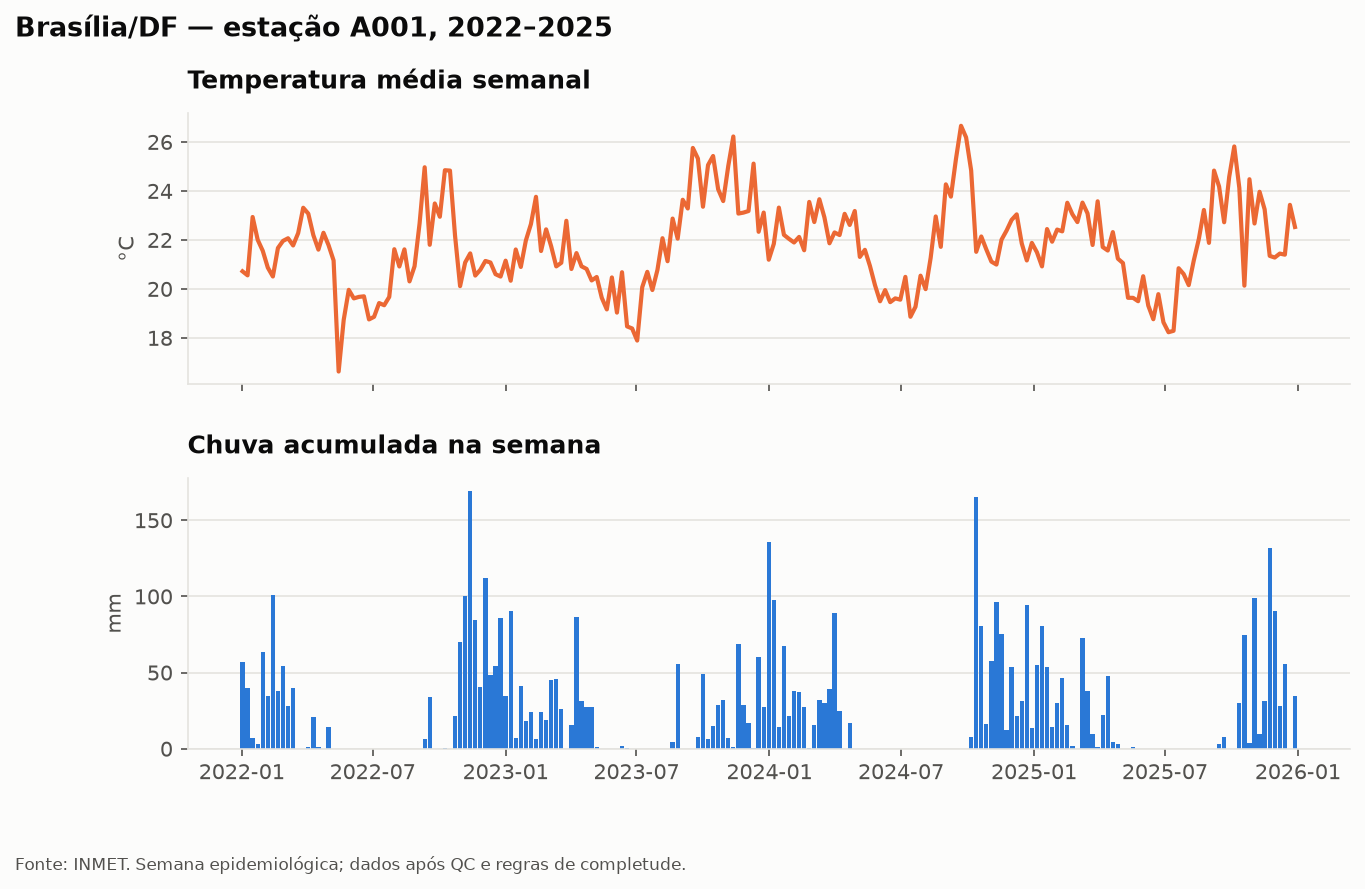 Brasília/DF — estação A001, 2022–2025
Temperatura média semanal
26
24
22
20
18
°C
Chuva acumulada na semana
150
100
50
0
mm
2022-01 2022-07 2023-01 2023-07 2024-01 2024-07 2025-01 2025-07 2026-01
Fonte: INMET. Semana epidemiológica; dados após QC e regras de completude.